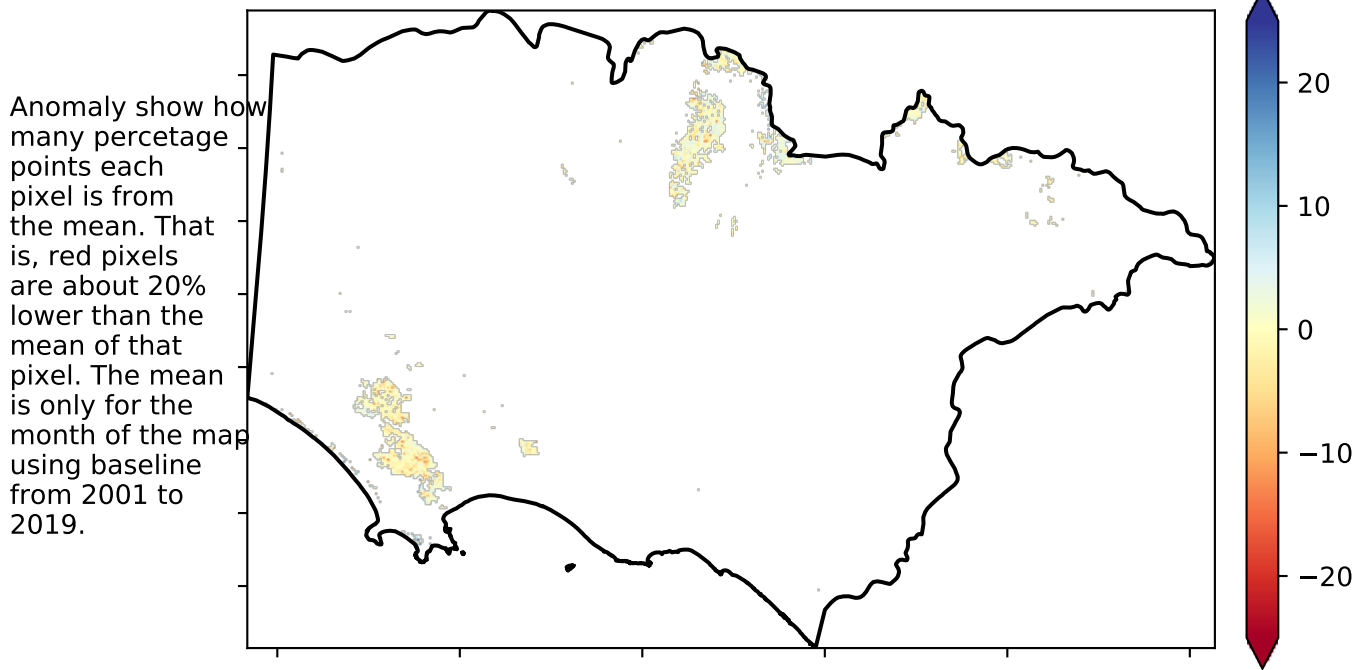 Anomaly show how
many percetage
points each
pixel is from
the mean. That
is, red pixels
are about 20%
lower than the
mean of that
pixel. The mean
is only for the
month of the map
using baseline
from 2001 to
2019.
20
10
0
−10
−20